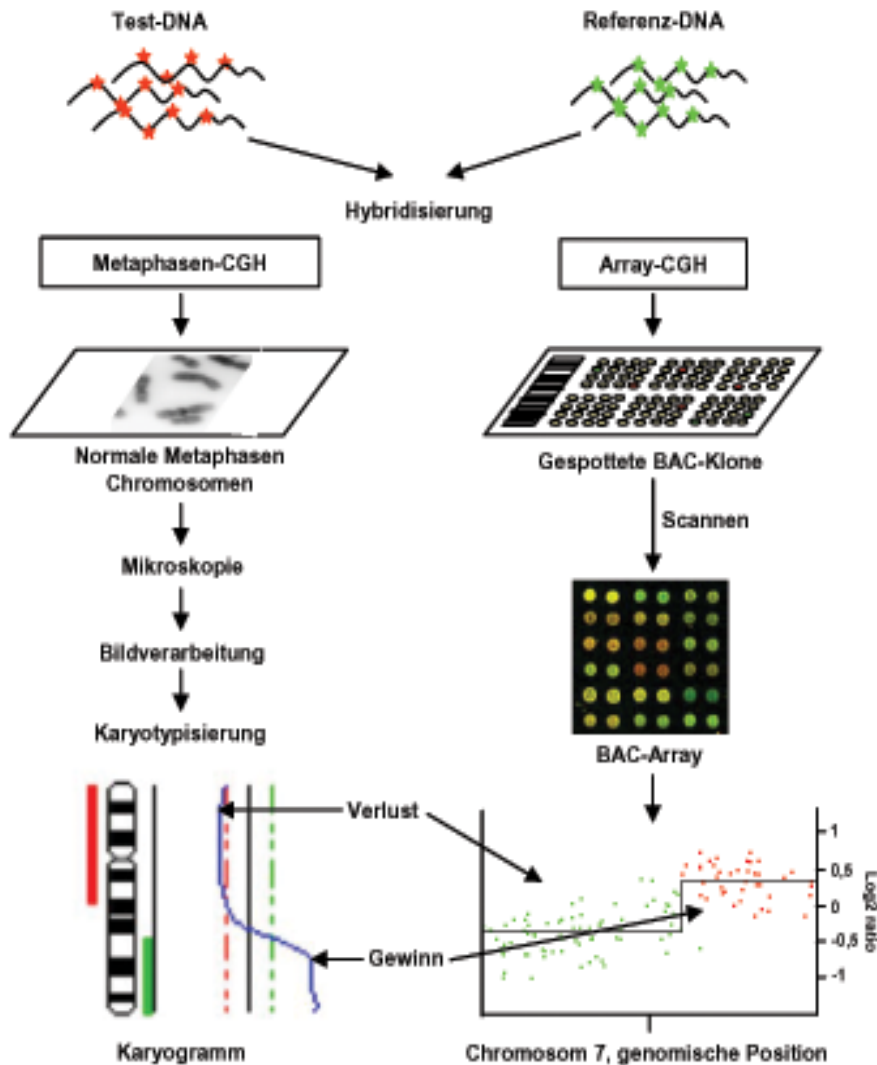 Test-DNA
Referenz-DNA
Hybridisierung
Metaphasen-CGH
Array-CGH
Normale Metaphasen
Chromosomen
Gespottete BAC-Klone
Scannen
Mikroskopie
Bildverarbeitung
Karyotypisierung
BAC-Array
Verlust
Gewinn
1
0,5
0
-0,5
-1
Log2 ratio
Karyogramm
Chromosom 7, genomische Position